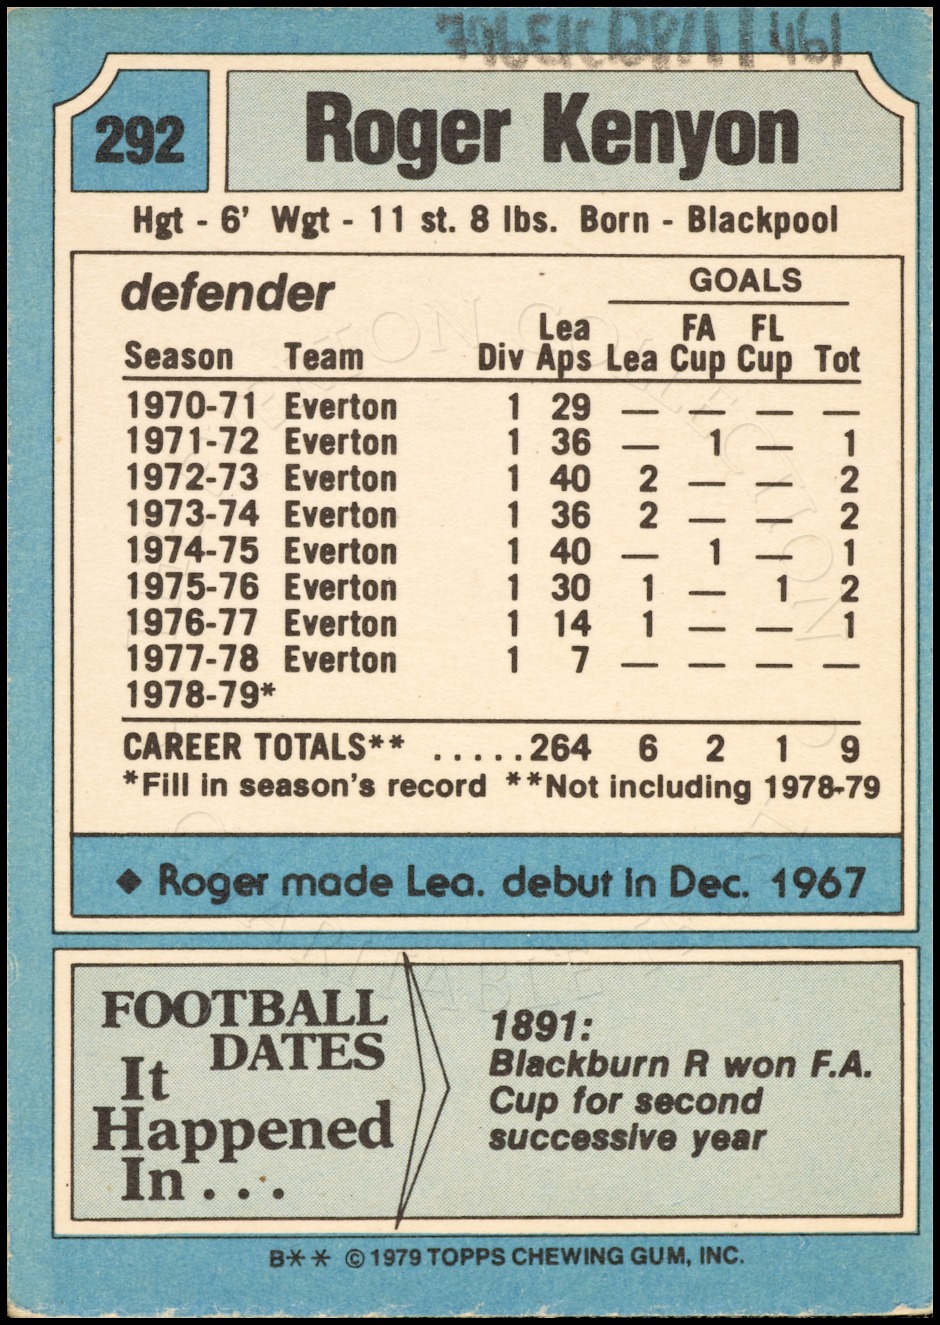 292
Roger Kenyon
Hgt - 6' Wgt - 11 st. 8 lbs. Born - Blackpool
defender
GOALS
Season Team Div Lea Aps Lea FA Cup FL Cup Tot
1970-71 Everton 1 29 — — — —
1971-72 Everton 1 36 — 1 — 1
1972-73 Everton 1 40 2 — — 2
1973-74 Everton 1 36 2 — — 2
1974-75 Everton 1 40 — 1 — 1
1975-76 Everton 1 30 1 — 1 2
1976-77 Everton 1 14 1 — — 1
1977-78 Everton 1 7 — — — —
1978-79*
CAREER TOTALS** .....264 6 2 1 9
*Fill in season's record **Not including 1978-79
◆ Roger made Lea. debut in Dec. 1967
FOOTBALL
DATES
It
Happened
In . . .
1891:
Blackburn R won F.A.
Cup for second
successive year
B** © 1979 TOPPS CHEWING GUM, INC.
EVERTON COLLECTION
CHARITABLE